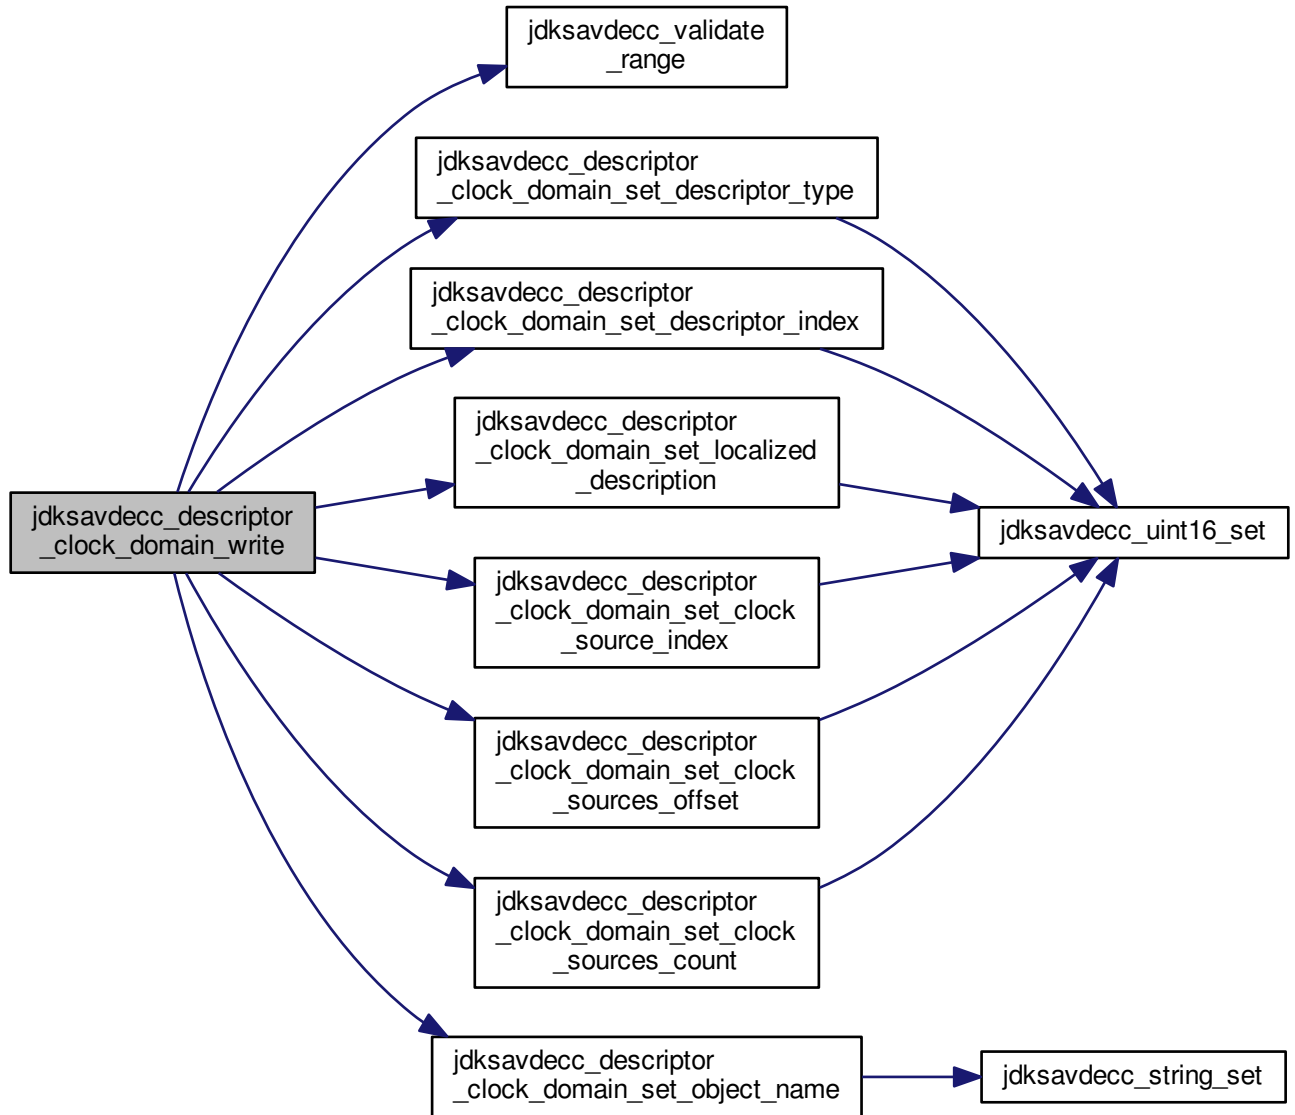 jdksavdecc_validate
_range
jdksavdecc_descriptor
_clock_domain_set_descriptor_type
jdksavdecc_descriptor
_clock_domain_set_descriptor_index
jdksavdecc_descriptor
_clock_domain_set_localized
_description
jdksavdecc_descriptor
_clock_domain_write
jdksavdecc_uint16_set
jdksavdecc_descriptor
_clock_domain_set_clock
_source_index
jdksavdecc_descriptor
_clock_domain_set_clock
_sources_offset
jdksavdecc_descriptor
_clock_domain_set_clock
_sources_count
jdksavdecc_descriptor
_clock_domain_set_object_name
jdksavdecc_string_set